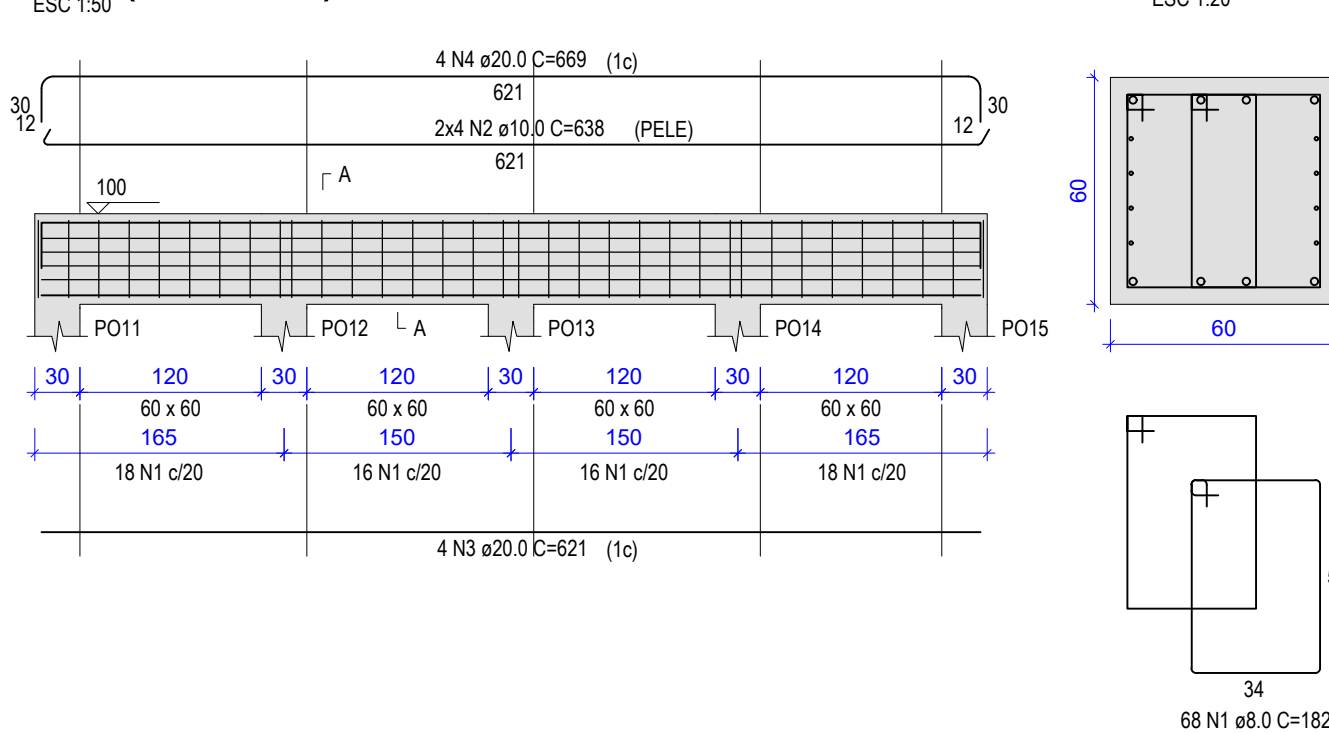 ESC 1:50
ESC 1:20
4 N4 ø20.0 C=669 (1c)
621
30
12
30
12
2x4 N2 ø10.0 C=638 (PELE)
621
A
100
60
PO11
PO12
A
PO13
PO14
PO15
60
30 120 30 120 30 120 30 120 30
60 x 60 60 x 60 60 x 60 60 x 60
165 150 150 165
18 N1 c/20 16 N1 c/20 16 N1 c/20 18 N1 c/20
4 N3 ø20.0 C=621 (1c)
34
68 N1 ø8.0 C=182